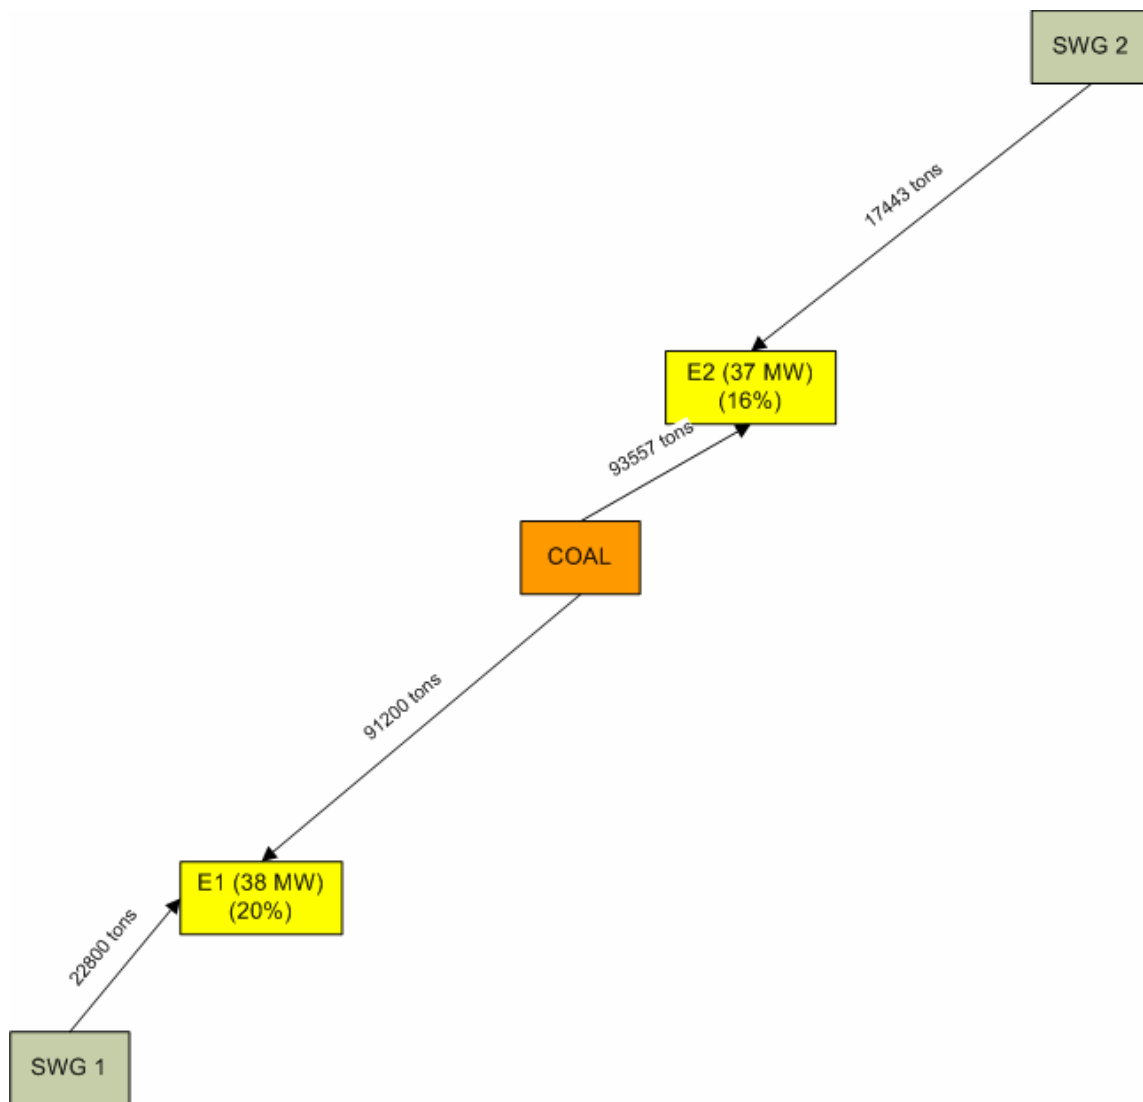 SWG 2
17443 tons
E2 (37 MW)
(16%)
93557 tons
COAL
91200 tons
E1 (38 MW)
(20%)
22800 tons
SWG 1